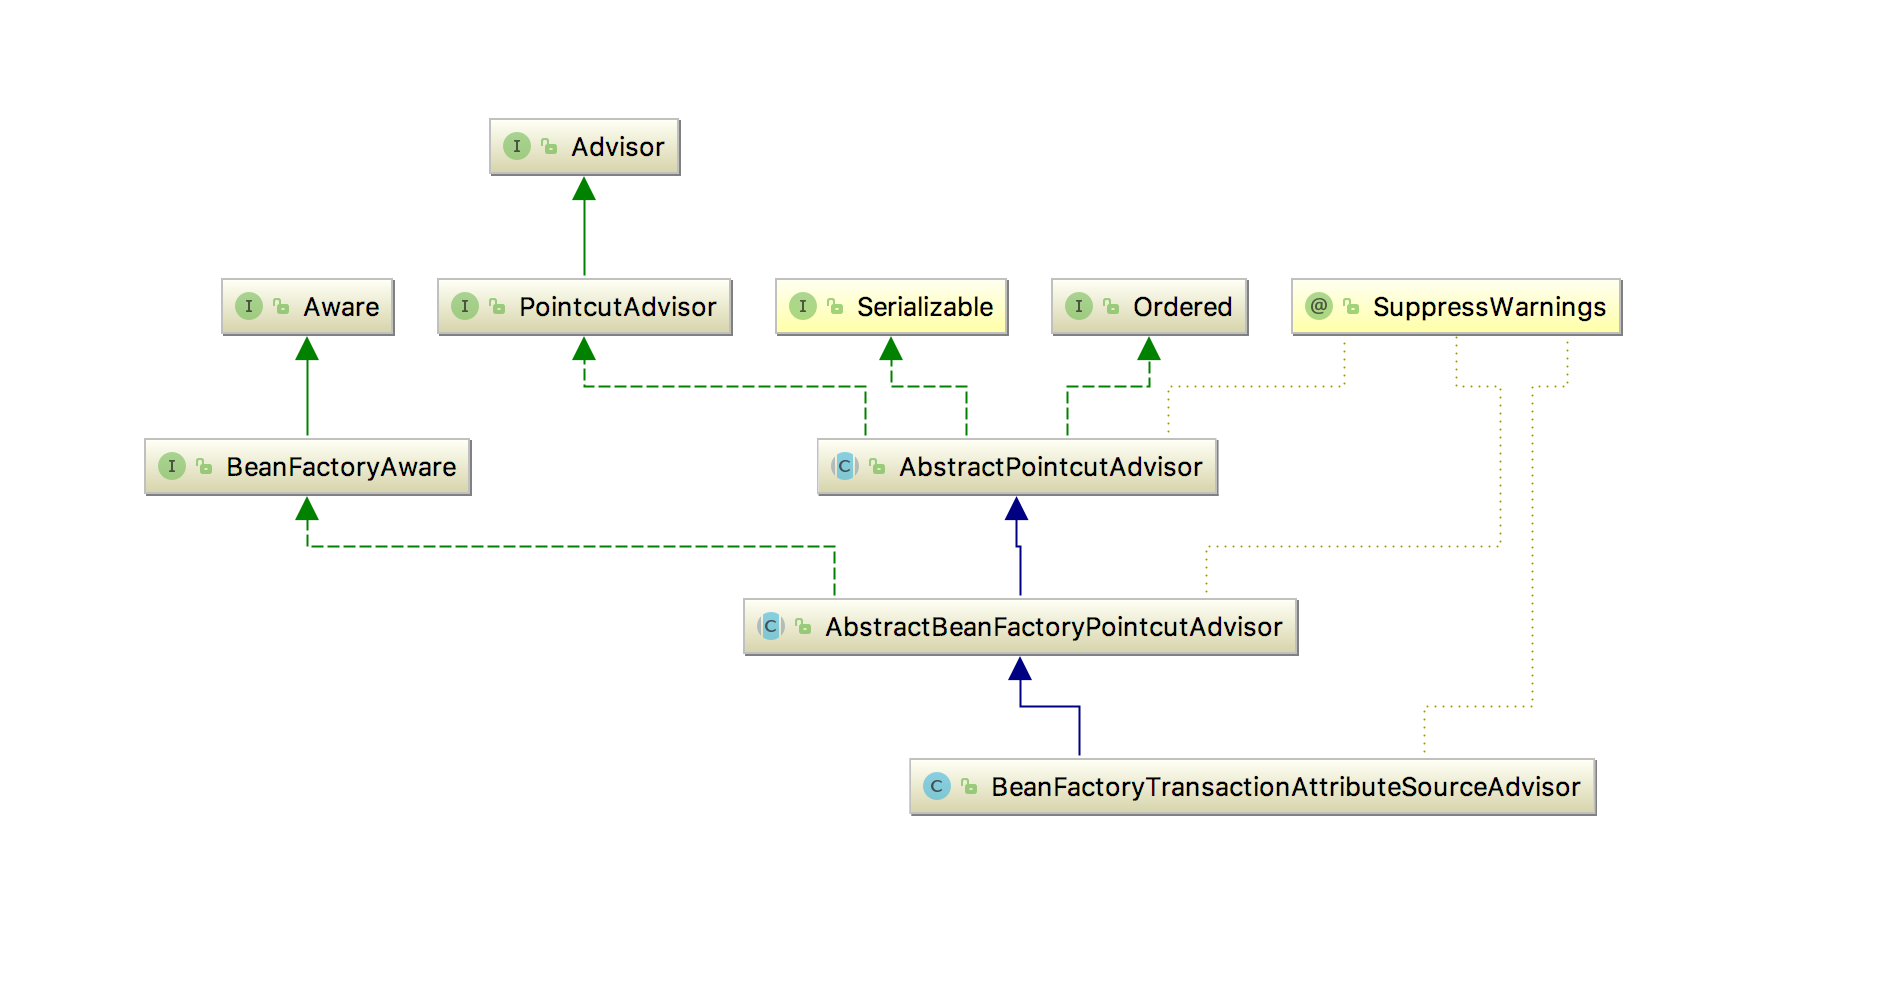 I Advisor
I Aware
I PointcutAdvisor
I Serializable
I Ordered
@ SuppressWarnings
I BeanFactoryAware
C AbstractPointcutAdvisor
C AbstractBeanFactoryPointcutAdvisor
C BeanFactoryTransactionAttributeSourceAdvisor